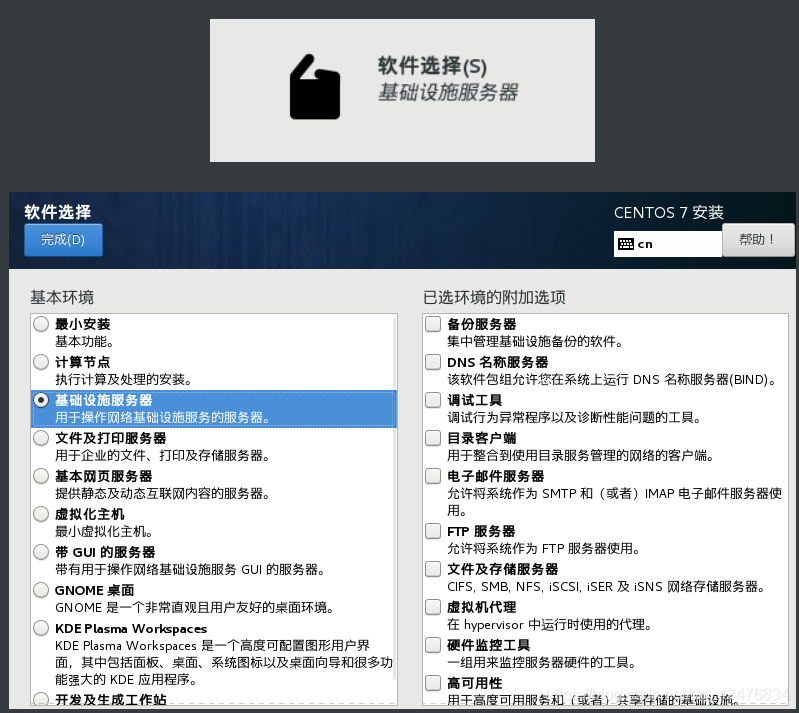 软件选择(S)
基础设施服务器
软件选择
CENTOS 7 安装
完成(D)
cn
帮助！
基本环境
已选环境的附加选项
最小安装
基本功能。
计算节点
执行计算及处理的安装。
基础设施服务器
用于操作网络基础设施服务的服务器。
文件及打印服务器
用于企业的文件、打印及存储服务器。
基本网页服务器
提供静态及动态互联网内容的服务器。
虚拟化主机
最小虚拟化主机。
带 GUI 的服务器
带有用于操作网络基础设施服务 GUI 的服务器。
GNOME 桌面
GNOME 是一个非常直观且用户友好的桌面环境。
KDE Plasma Workspaces
KDE Plasma Workspaces 是一个高度可配置图形用户界
面，其中包括面板、桌面、系统图标以及桌面向导和很多功
能强大的 KDE 应用程序。
开发及生成工作站
备份服务器
集中管理基础设施备份的软件。
DNS 名称服务器
该软件包组允许您在系统上运行 DNS 名称服务器(BIND)。
调试工具
调试行为异常程序以及诊断性能问题的工具。
目录客户端
用于整合到使用目录服务管理的网络的客户端。
电子邮件服务器
允许将系统作为 SMTP 和（或者）IMAP 电子邮件服务器使
用。
FTP 服务器
允许将系统作为 FTP 服务器使用。
文件及存储服务器
CIFS, SMB, NFS, iSCSI, iSER 及 iSNS 网络存储服务器。
虚拟机代理
在 hypervisor 中运行时使用的代理。
硬件监控工具
一组用来监控服务器硬件的工具。
高可用性
用于高度可用服务和（或者）共享存储的基础设施。